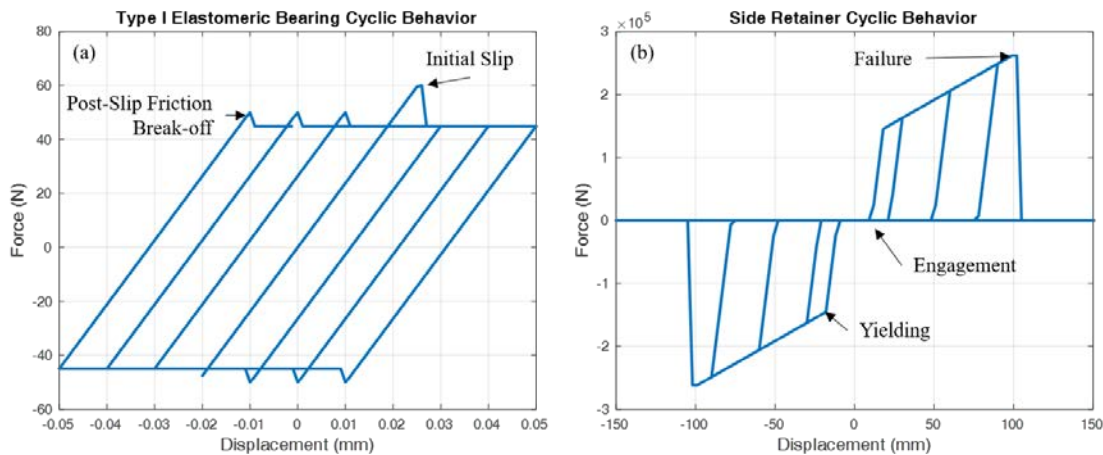 Type I Elastomeric Bearing Cyclic Behavior
(a)
Initial Slip
Post-Slip Friction
Break-off
80
60
40
20
0
-20
-40
-60
Force (N)
-0.05 -0.04 -0.03 -0.02 -0.01 0 0.01 0.02 0.03 0.04 0.05
Displacement (mm)
Side Retainer Cyclic Behavior
×10⁵
(b)
Failure
Engagement
Yielding
3
2
1
0
-1
-2
-3
Force (N)
-150 -100 -50 0 50 100 150
Displacement (mm)